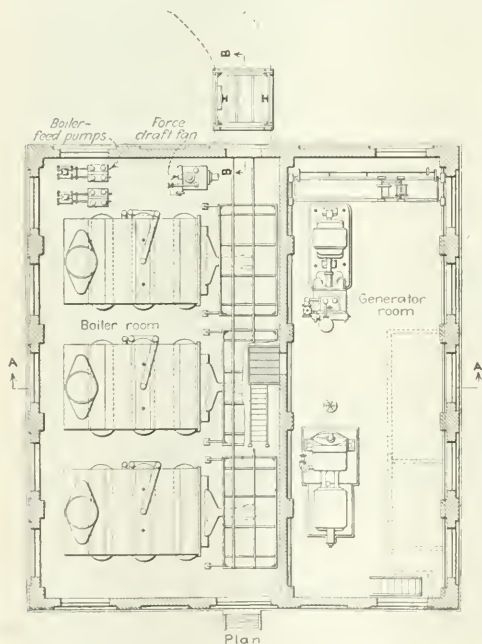 B
Boiler-
feed pumps
Force
draft fan
B
Generator
room
Boiler room
A
A
Plan